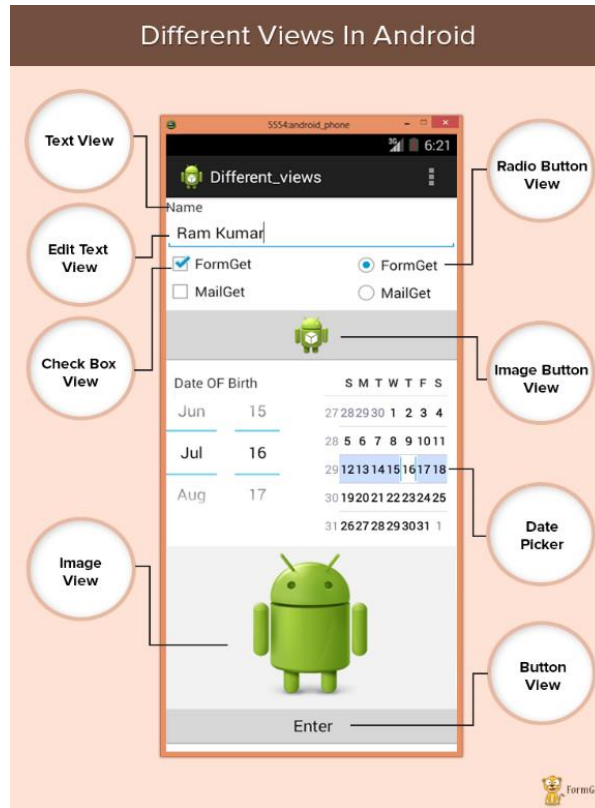 Different Views In Android
Text View
Edit Text
View
Check Box
View
Image
View
5554:android_phone
3G 6:21
Different_views
Name
Ram Kumar
FormGet
FormGet
MailGet
MailGet
Date OF Birth
Jun 15
Jul 16
Aug 17
S M T W T F S
27 28 29 30 1 2 3 4
28 5 6 7 8 9 10 11
29 12 13 14 15 16 17 18
30 19 20 21 22 23 24 25
31 26 27 28 29 30 31 1
Enter
Radio Button
View
Image Button
View
Date
Picker
Button
View
FormG